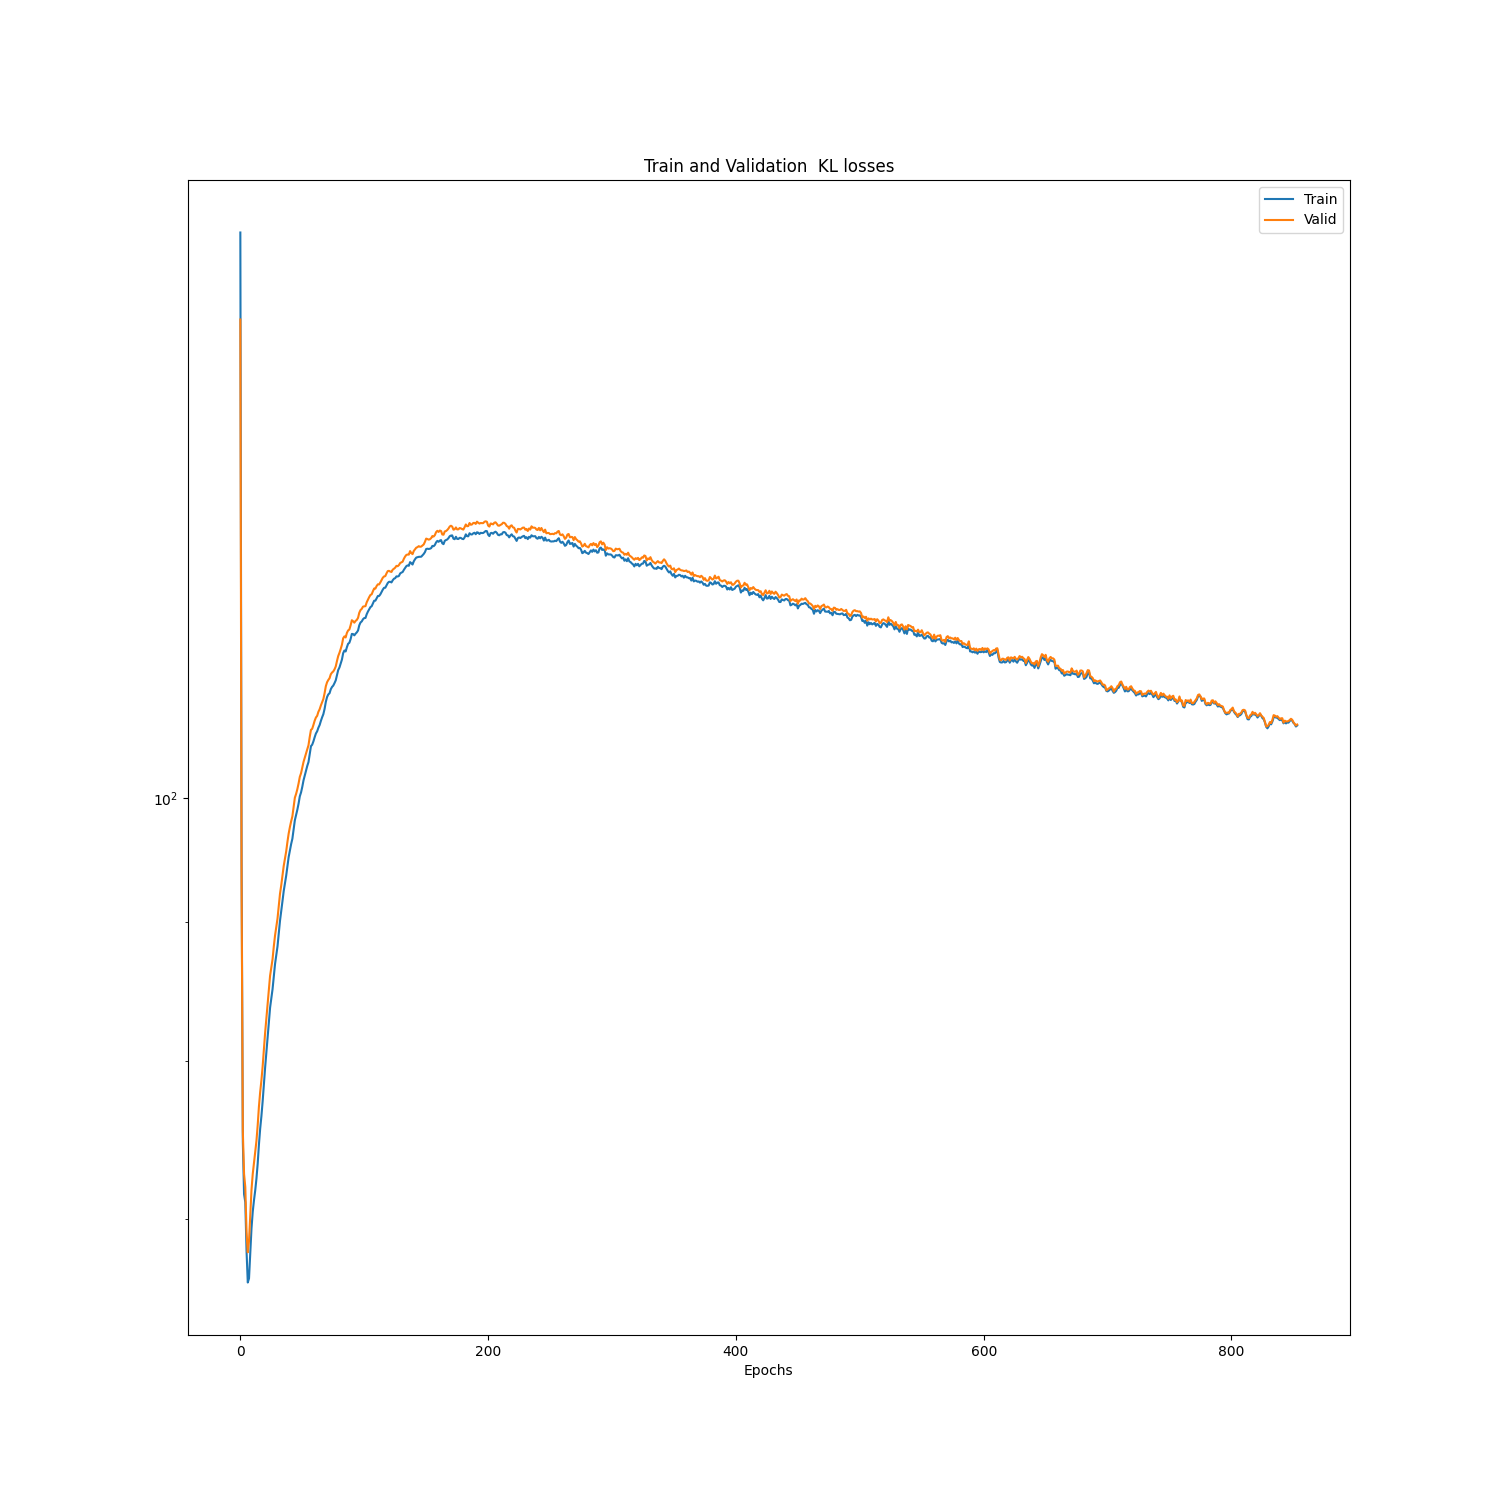 Train and Validation  KL losses
Train
Valid
10²
0 200 400 600 800
Epochs